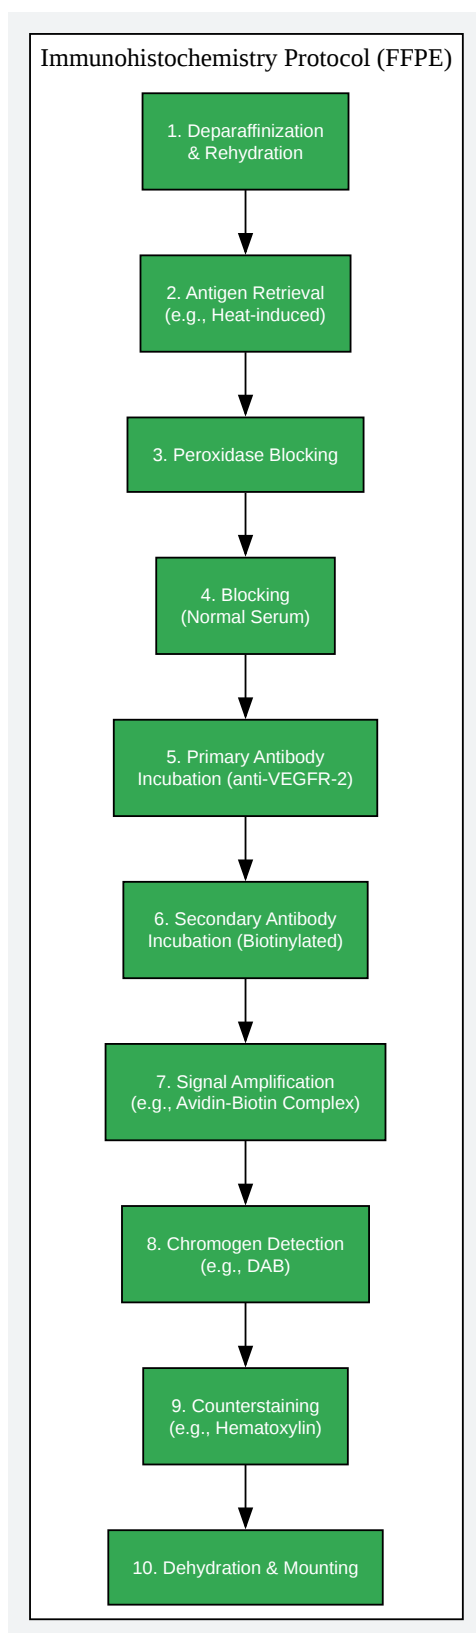 Immunohistochemistry Protocol (FFPE)
1. Deparaffinization
& Rehydration
2. Antigen Retrieval
(e.g., Heat-induced)
3. Peroxidase Blocking
4. Blocking
(Normal Serum)
5. Primary Antibody
Incubation (anti-VEGFR-2)
6. Secondary Antibody
Incubation (Biotinylated)
7. Signal Amplification
(e.g., Avidin-Biotin Complex)
8. Chromogen Detection
(e.g., DAB)
9. Counterstaining
(e.g., Hematoxylin)
10. Dehydration & Mounting